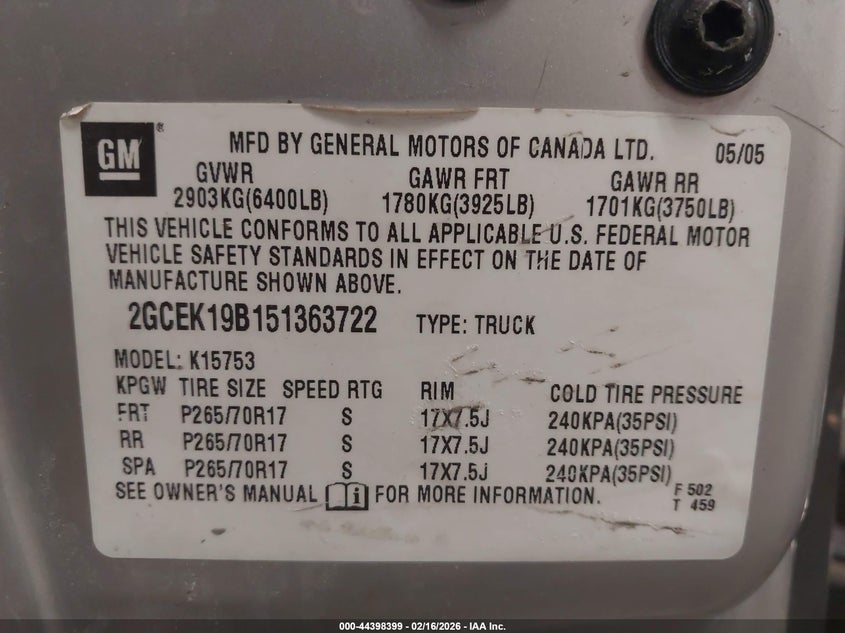 GM®
MFD BY GENERAL MOTORS OF CANADA LTD. 05/05
GVWR GAWR FRT GAWR RR
2903KG(6400LB) 1780KG(3925LB) 1701KG(3750LB)
THIS VEHICLE CONFORMS TO ALL APPLICABLE U.S. FEDERAL MOTOR
VEHICLE SAFETY STANDARDS IN EFFECT ON THE DATE OF
MANUFACTURE SHOWN ABOVE.
2GCEK19B151363722 TYPE: TRUCK
MODEL: K15753
KPGW TIRE SIZE SPEED RTG RIM COLD TIRE PRESSURE
FRT P265/70R17 S 17X7.5J 240KPA(35PSI)
RR P265/70R17 S 17X7.5J 240KPA(35PSI)
SPA P265/70R17 S 17X7.5J 240KPA(35PSI)
SEE OWNER'S MANUAL i FOR MORE INFORMATION. F 502
T 459
000-44398399 - 02/16/2026 - IAA Inc.